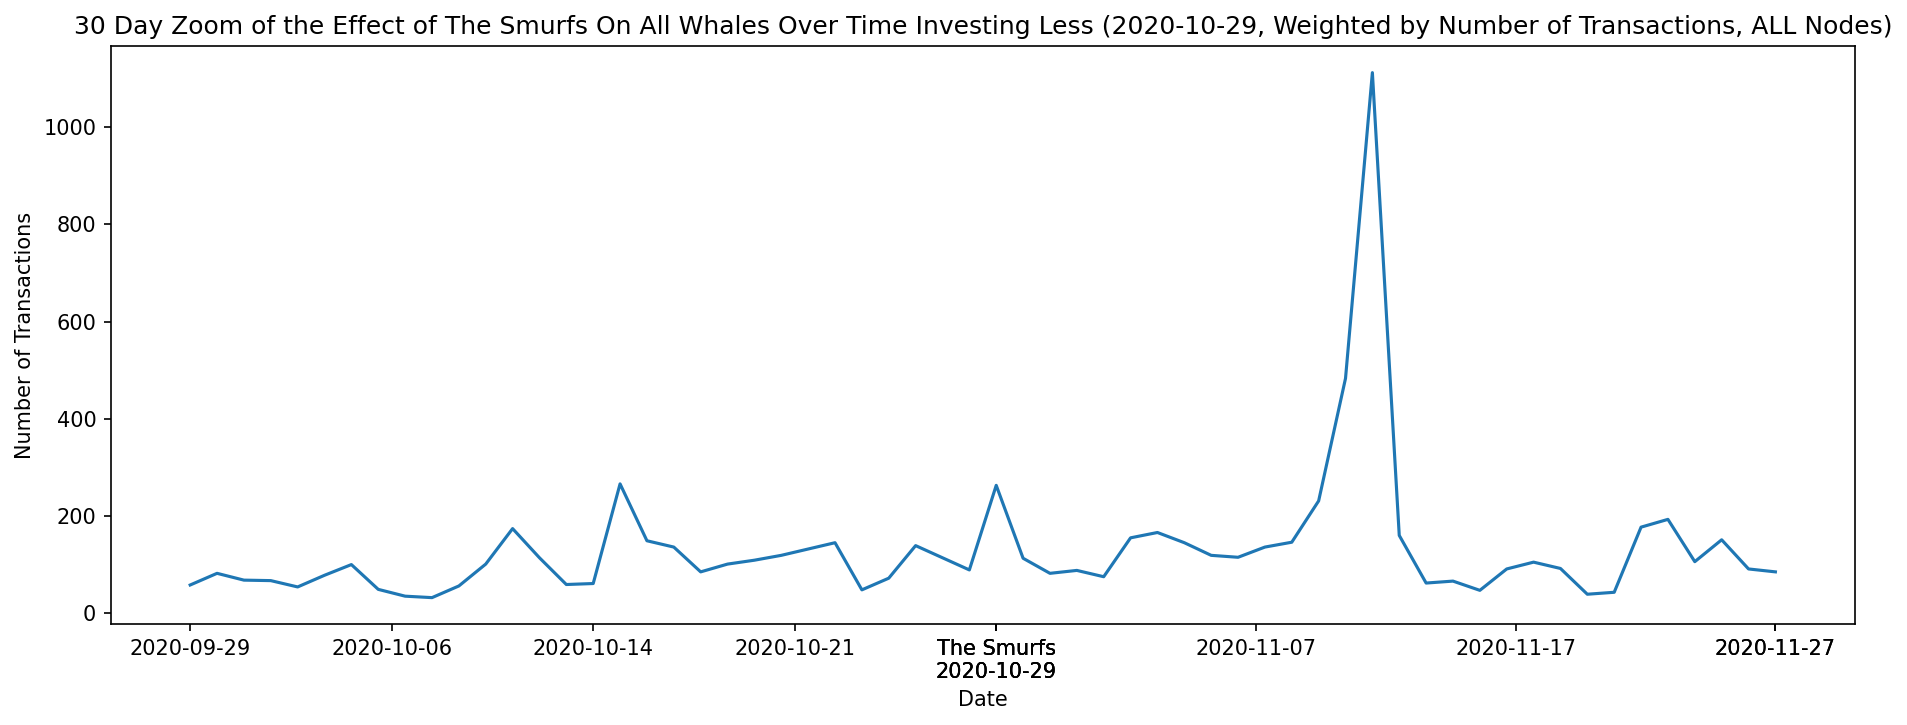 30 Day Zoom of the Effect of The Smurfs On All Whales Over Time Investing Less (2020-10-29, Weighted by Number of Transactions, ALL Nodes)
Number of Transactions
1000
800
600
400
200
0
2020-09-29 2020-10-06 2020-10-14 2020-10-21 The Smurfs 2020-11-07 2020-11-17 2020-11-27
2020-10-29
Date